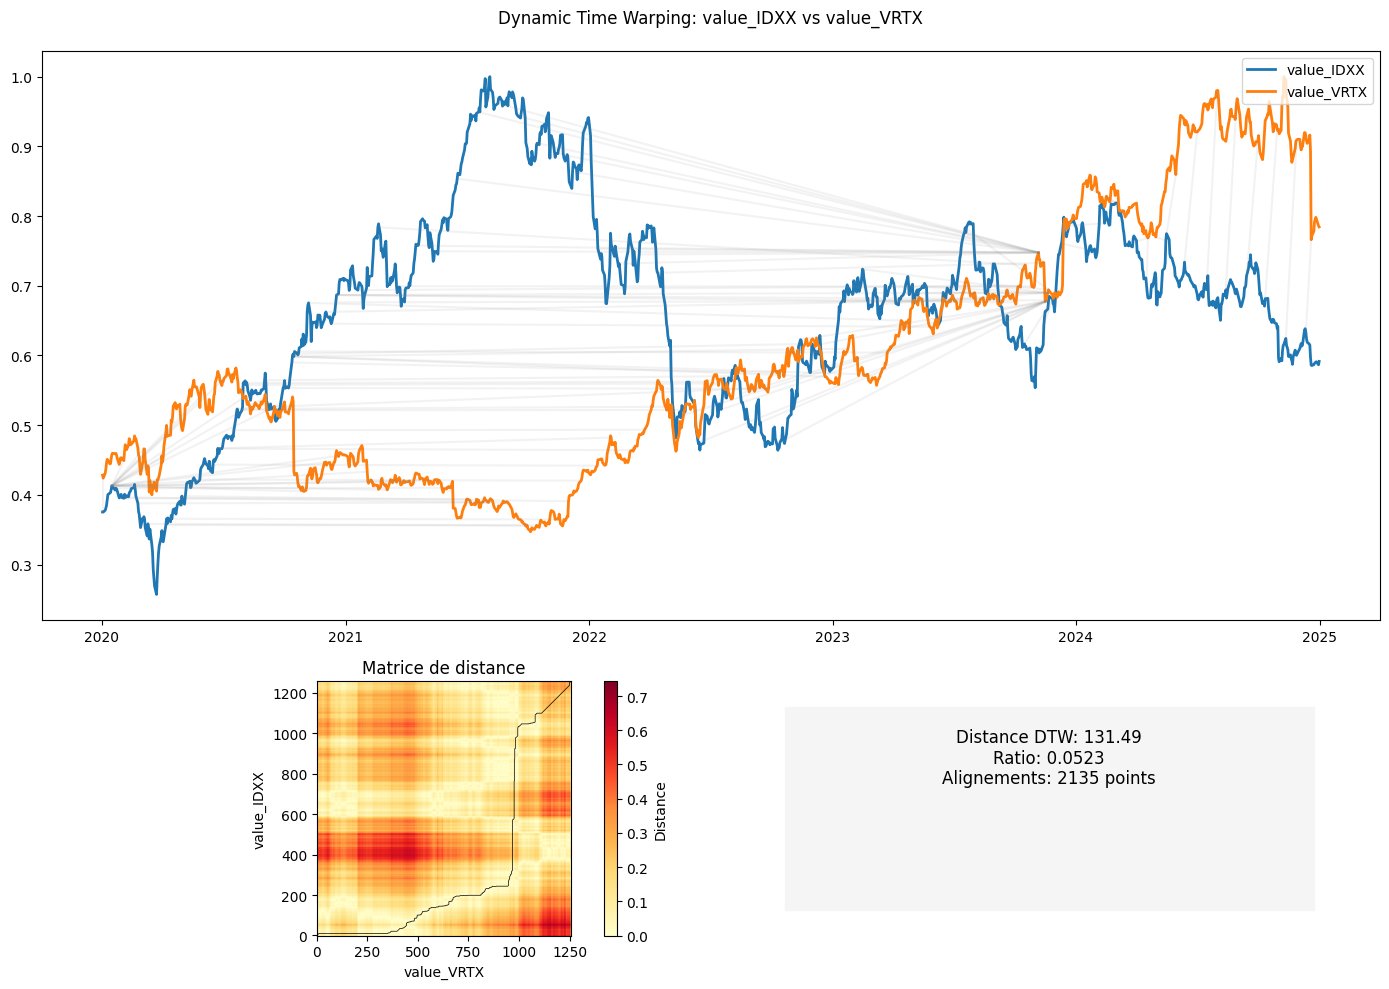 Dynamic Time Warping: value_IDXX vs value_VRTX
value_IDXX
value_VRTX
1.0
0.9
0.8
0.7
0.6
0.5
0.4
0.3
2020 2021 2022 2023 2024 2025
Matrice de distance
value_IDXX
1200
1000
800
600
400
200
0
0 250 500 750 1000 1250
value_VRTX
0.7
0.6
0.5
0.4
0.3
0.2
0.1
0.0
Distance
Distance DTW: 131.49
Ratio: 0.0523
Alignements: 2135 points